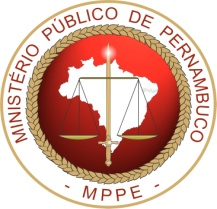 MINISTÉRIO PÚBLICO DE PERNAMBUCO
- MPPE -